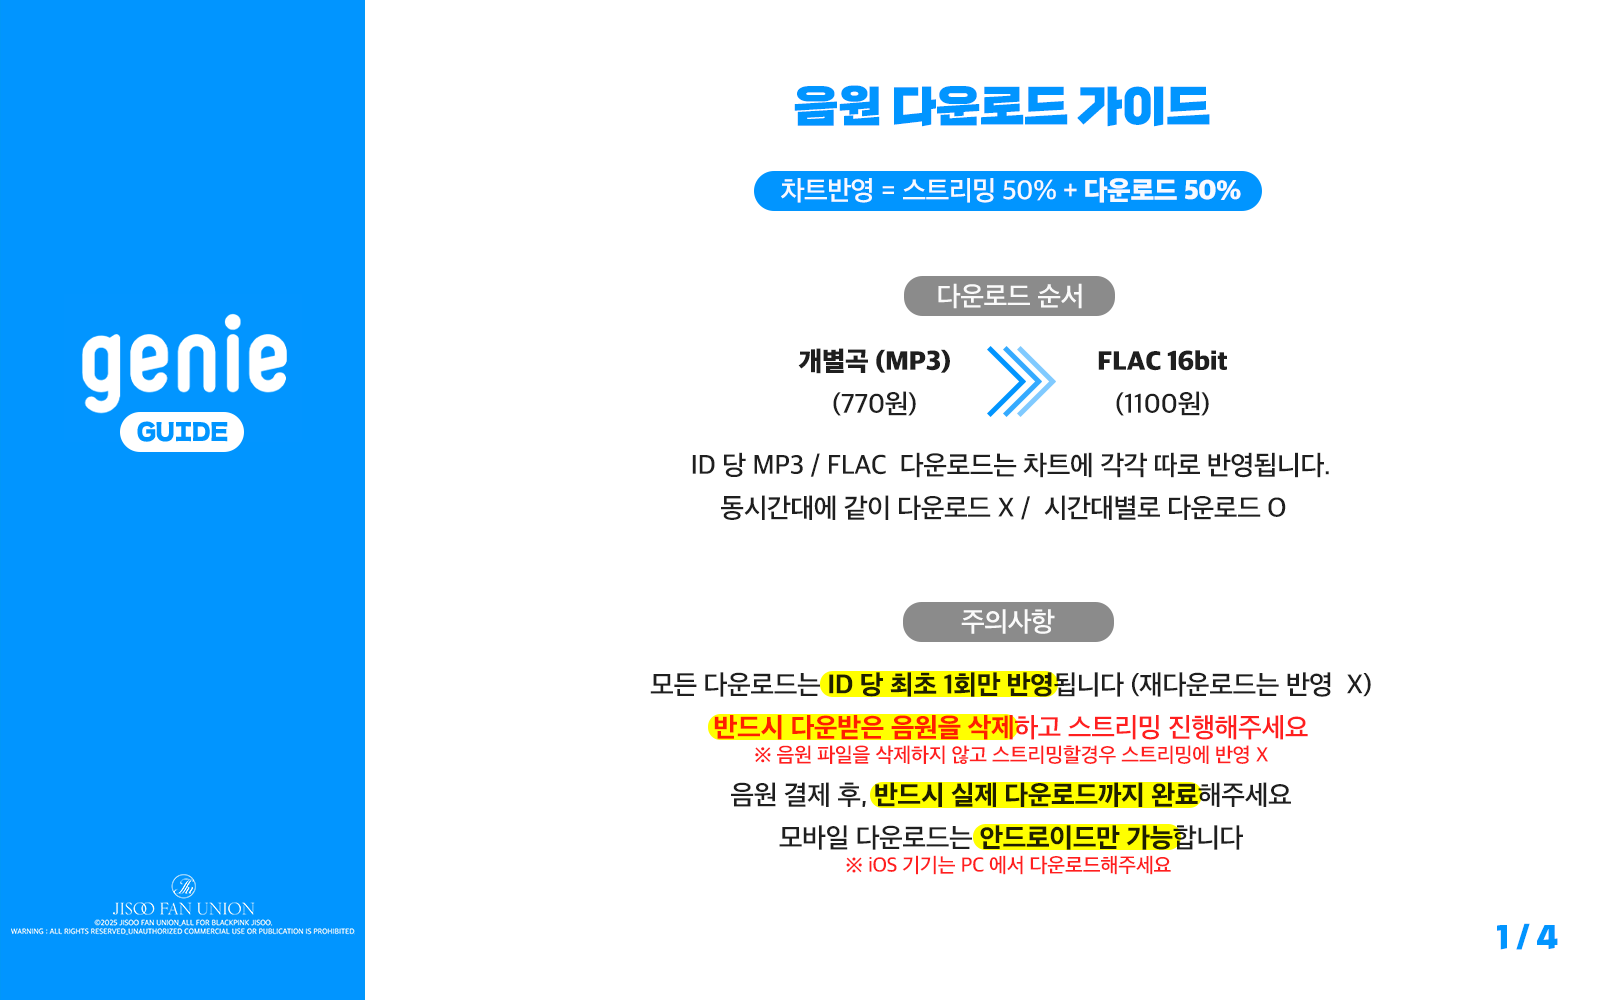 genie
GUIDE
JISOO FAN UNION
©2025 JISOO FAN UNION,ALL FOR BLACKPINK JISOO.
WARNING : ALL RIGHTS RESERVED,UNAUTHORIZED COMMERCIAL USE OR PUBLICATION IS PROHIBITED
음원 다운로드 가이드
차트반영 = 스트리밍 50% + 다운로드 50%
다운로드 순서
개별곡 (MP3)
(770원)
FLAC 16bit
(1100원)
ID 당 MP3 / FLAC 다운로드는 차트에 각각 따로 반영됩니다.
동시간대에 같이 다운로드 X / 시간대별로 다운로드 O
주의사항
모든 다운로드는 ID 당 최초 1회만 반영됩니다 (재다운로드는 반영 X)
반드시 다운받은 음원을 삭제하고 스트리밍 진행해주세요
※ 음원 파일을 삭제하지 않고 스트리밍할경우 스트리밍에 반영 X
음원 결제 후, 반드시 실제 다운로드까지 완료해주세요
모바일 다운로드는 안드로이드만 가능합니다
※ iOS 기기는 PC 에서 다운로드해주세요
1 / 4